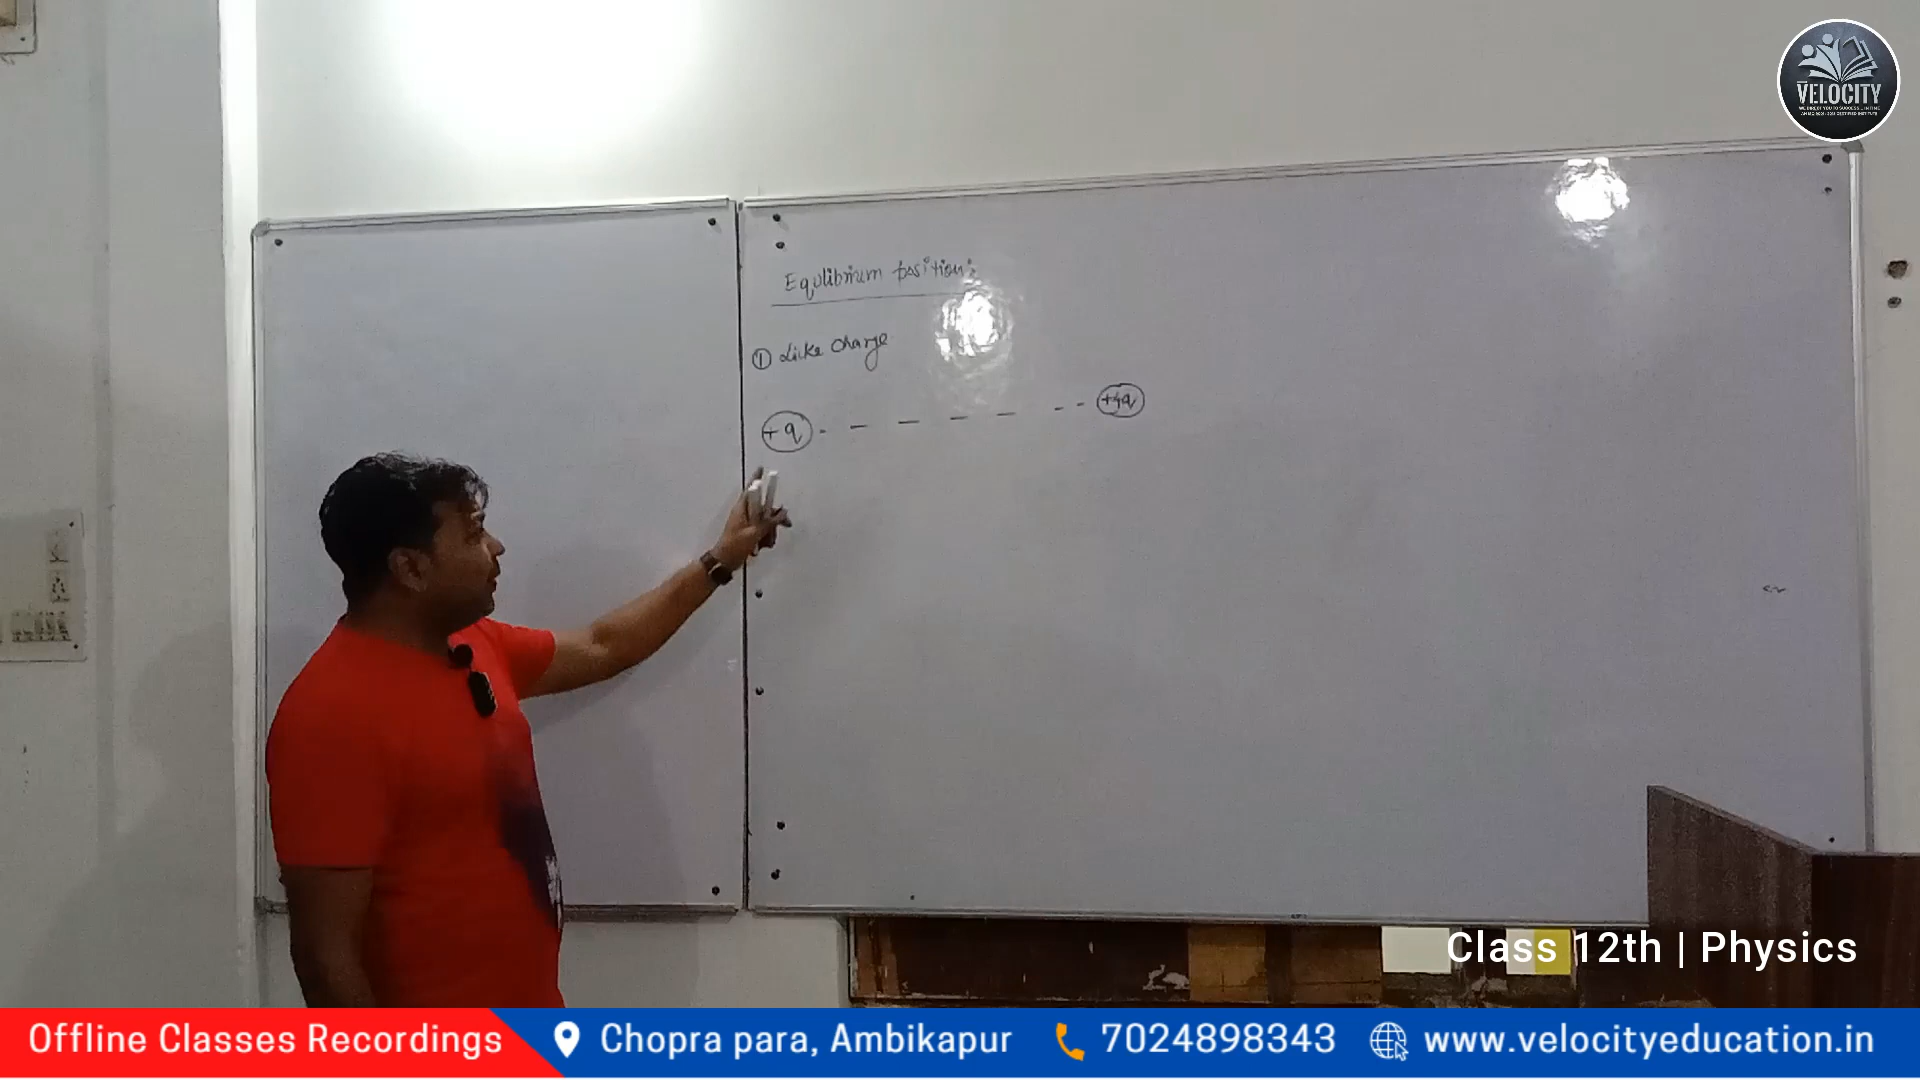 VELOCITY
Equlibrium position:
① Like charge
+q - - - - - - - +4q
Class 12th | Physics
Offline Classes Recordings
Chopra para, Ambikapur
7024898343
www.velocityeducation.in